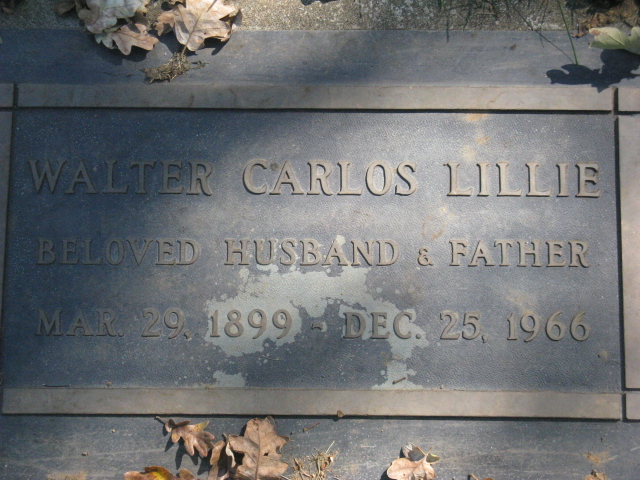 WALTER CARLOS LILLIE
BELOVED HUSBAND & FATHER
MAR. 29, 1899 - DEC. 25, 1966